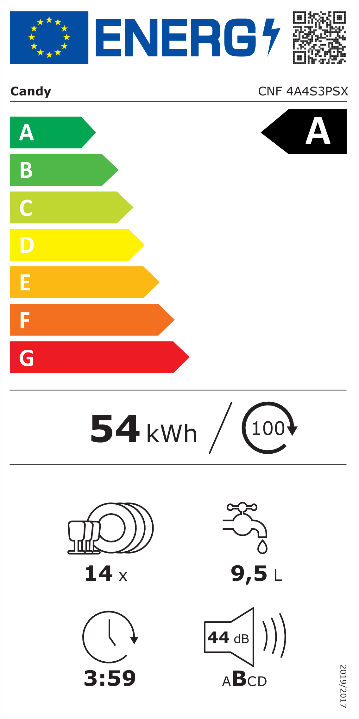 ENERG
Candy CNF 4A4S3PSX
A
A
B
C
D
E
F
G
54 kWh / 100
14 x
9,5 L
3:59
44 dB
ABCD
2019/2017